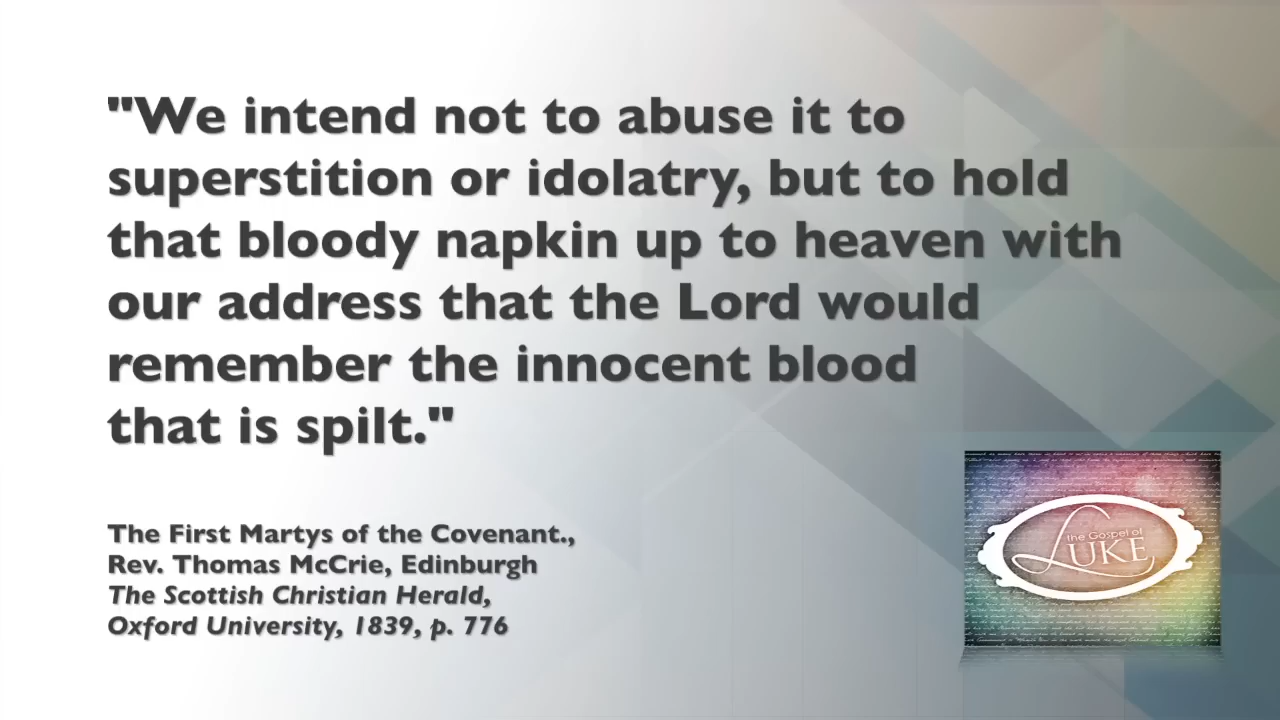 "We intend not to abuse it to
superstition or idolatry, but to hold
that bloody napkin up to heaven with
our address that the Lord would
remember the innocent blood
that is spilt."
The First Martys of the Covenant.,
Rev. Thomas McCrie, Edinburgh
The Scottish Christian Herald,
Oxford University, 1839, p. 776
the Gospel of
LUKE